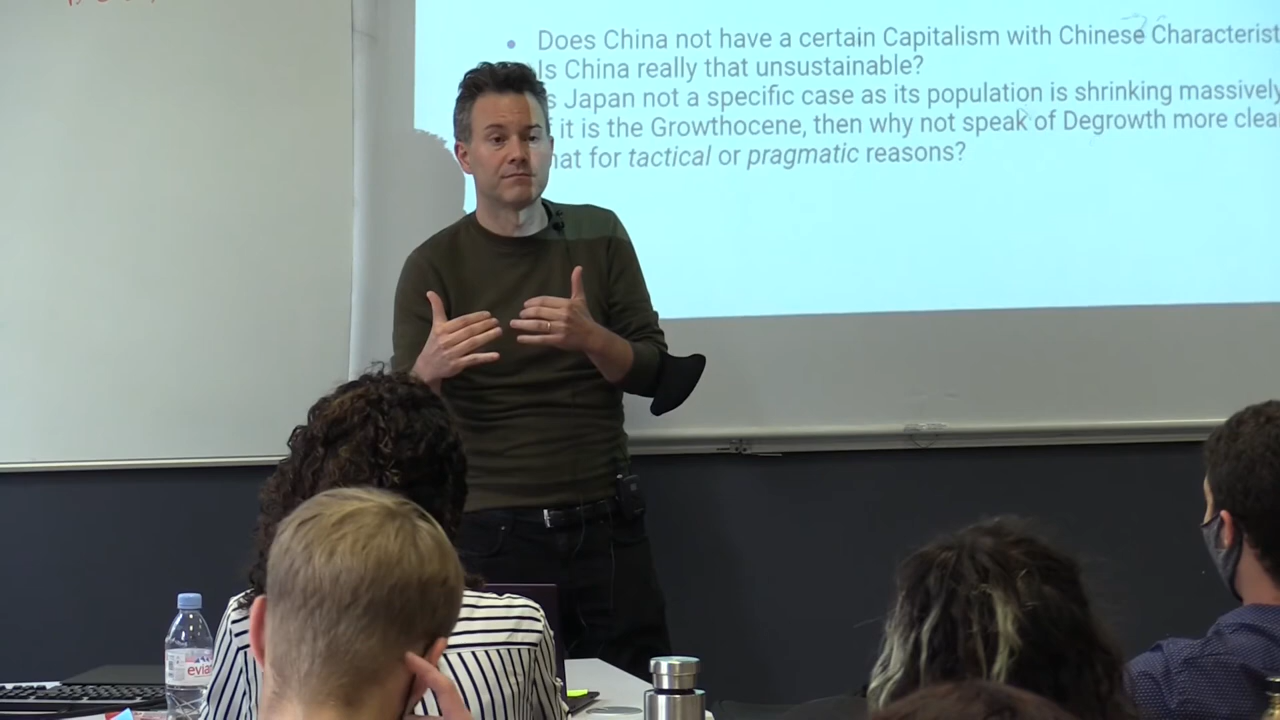 Does China not have a certain Capitalism with Chinese Characterist
Is China really that unsustainable?
s Japan not a specific case as its population is shrinking massively
it is the Growthocene, then why not speak of Degrowth more clea
hat for tactical or pragmatic reasons?
evia